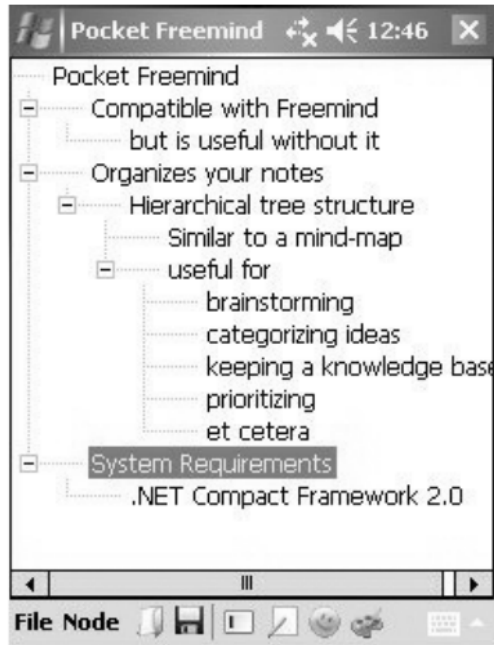 Pocket Freemind 12:46
Pocket Freemind
Compatible with Freemind
but is useful without it
Organizes your notes
Hierarchical tree structure
Similar to a mind-map
useful for
brainstorming
categorizing ideas
keeping a knowledge base
prioritizing
et cetera
System Requirements
.NET Compact Framework 2.0
File Node